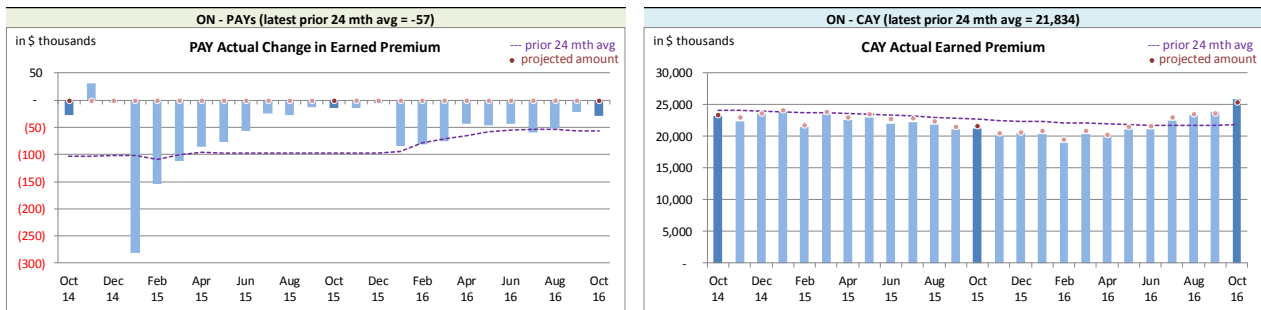 ON - PAYs (latest prior 24 mth avg = -57)
in $ thousands
PAY Actual Change in Earned Premium
--- prior 24 mth avg
● projected amount
50
-
(50)
(100)
(150)
(200)
(250)
(300)
Oct Dec Feb Apr Jun Aug Oct Dec Feb Apr Jun Aug Oct
14 14 15 15 15 15 15 15 16 16 16 16 16
ON - CAY (latest prior 24 mth avg = 21,834)
in $ thousands
CAY Actual Earned Premium
--- prior 24 mth avg
● projected amount
30,000
25,000
20,000
15,000
10,000
5,000
-
Oct Dec Feb Apr Jun Aug Oct Dec Feb Apr Jun Aug Oct
14 14 15 15 15 15 15 15 16 16 16 16 16